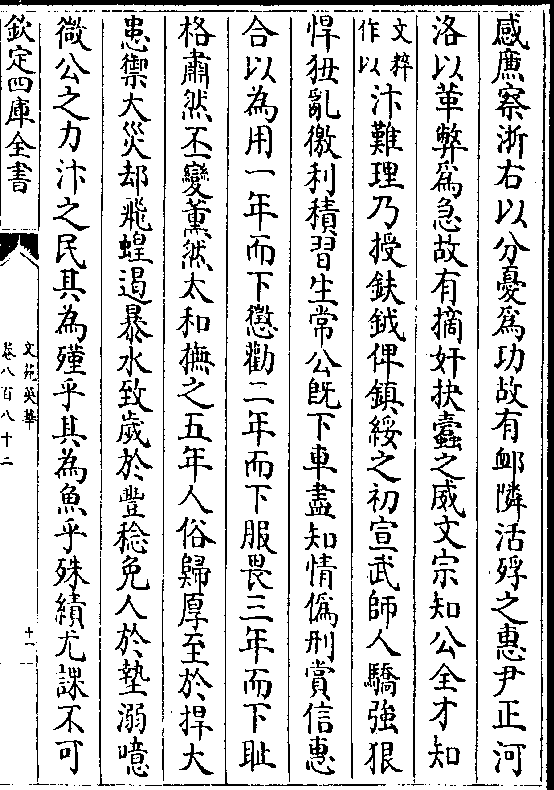 感廉察浙右以分憂爲功故有䘏隣活殍之惠尹正河
洛以革弊爲急故有摘奸抉蠧之威文宗知公全才知
文粹作以汴難理乃授鈇鉞俾鎮綏之初宣武師人驕強狠
悍狃亂徼利積習生常公既下車盡知情僞刑賞信惠
合以為用一年而下懲勸二年而下服畏三年而下耻
格肅然丕變薫然太和撫之五年人俗歸厚至於捍大
患禦大災却飛蝗遏暴水致歲於豐稔免人於墊溺噫
微公之力汴之民其為殣乎其為魚乎殊績尤課不可
欽定四庫全書
文苑英華
卷八百八十二
十一